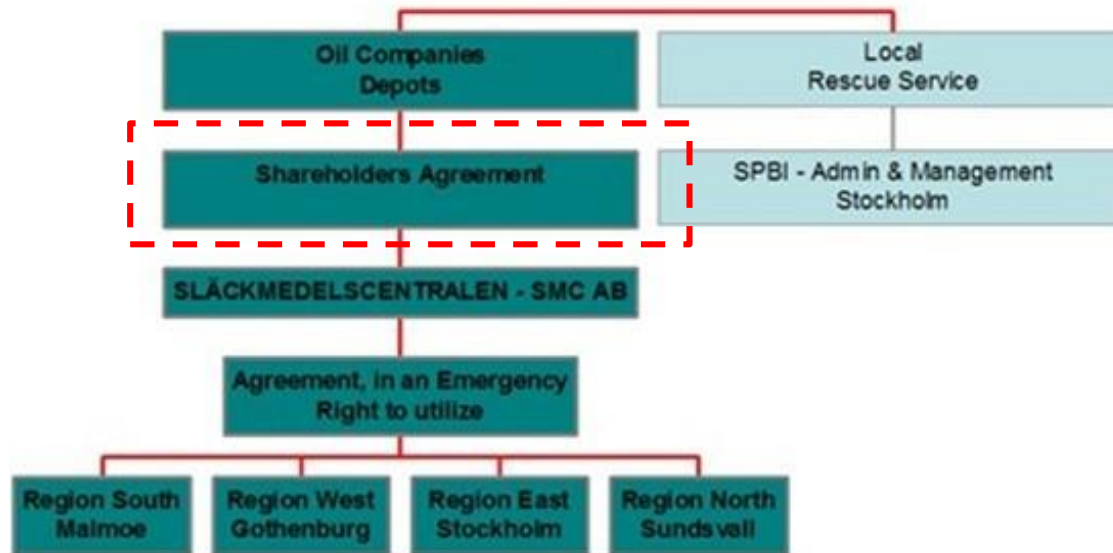 Oil Companies
Depots
Local
Rescue Service
Shareholders Agreement
SPBI - Admin & Management
Stockholm
SLÄCKMEDELSCENTRALEN - SMC AB
Agreement, in an Emergency
Right to utilize
Region South
Malmoe
Region West
Gothenburg
Region East
Stockholm
Region North
Sundsvall